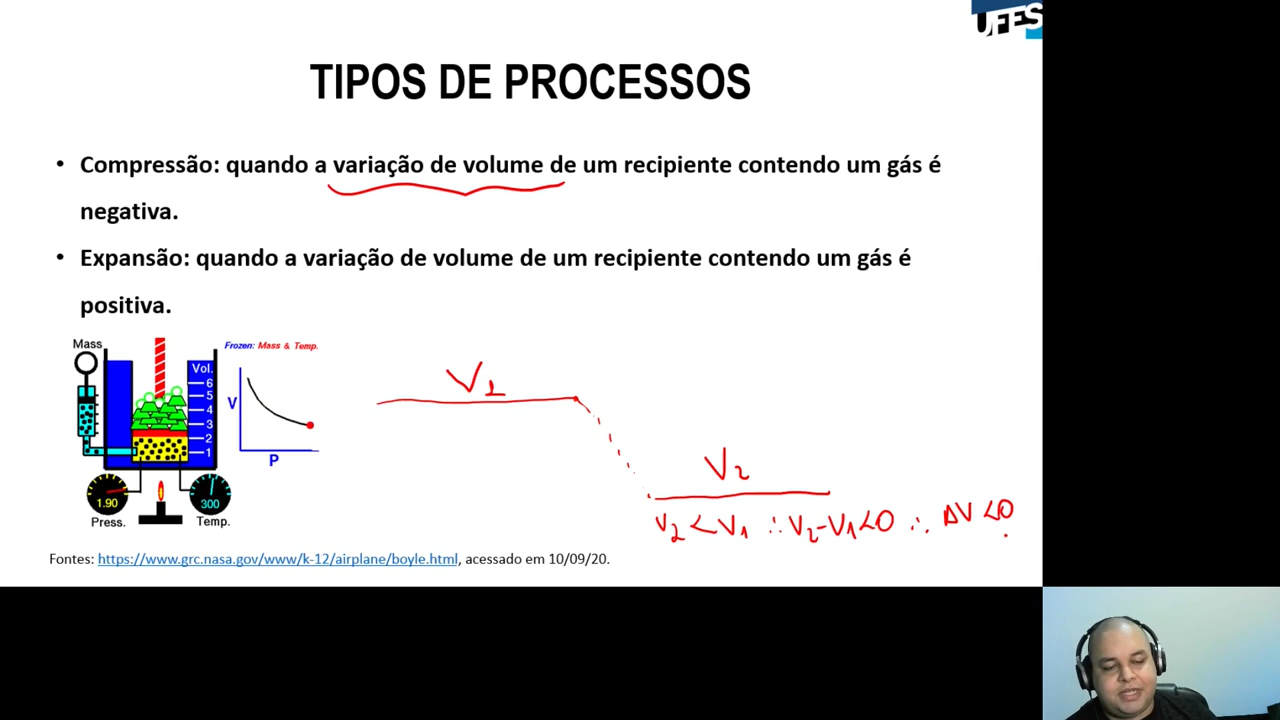 UFES
TIPOS DE PROCESSOS
• Compressão: quando a variação de volume de um recipiente contendo um gás é
negativa.
• Expansão: quando a variação de volume de um recipiente contendo um gás é
positiva.
Mass
Vol.
6
5
4
3
2
1
1.90
300
Press.
Temp.
Frozen: Mass & Temp.
V
P
V1
V2
V2 < V1 ∴ V2-V1<0 ∴ ΔV<0
Fontes: https://www.grc.nasa.gov/www/k-12/airplane/boyle.html, acessado em 10/09/20.